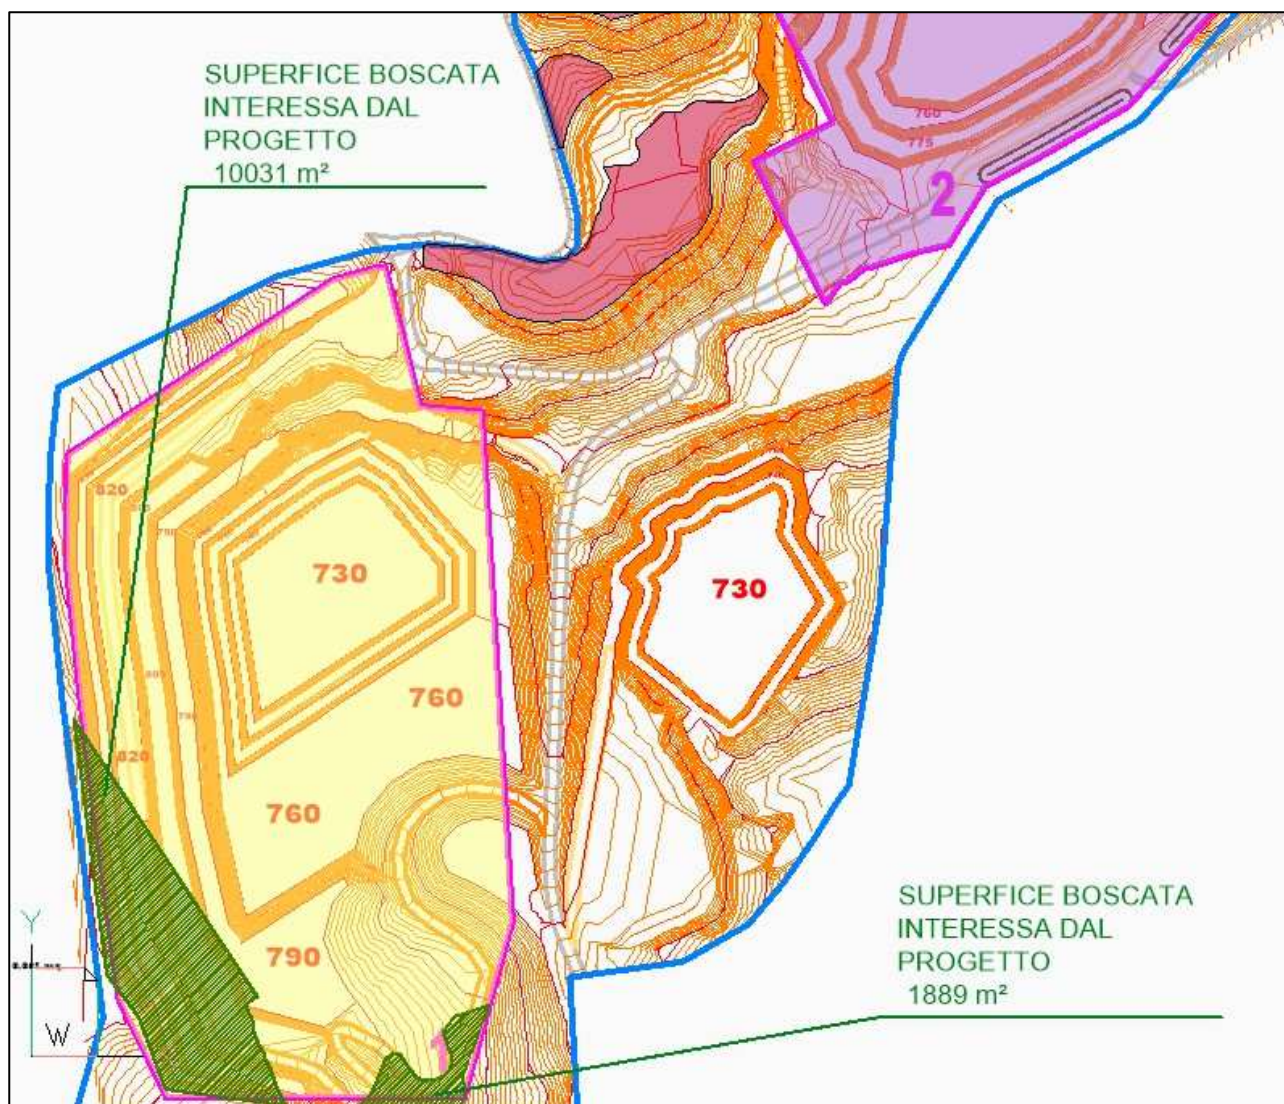 SUPERFICE BOSCATA
INTERESSA DAL
PROGETTO
10031 m²
760
775
2
820
730
730
760
820
760
790
SUPERFICE BOSCATA
INTERESSA DAL
PROGETTO
1889 m²
Y
W
1